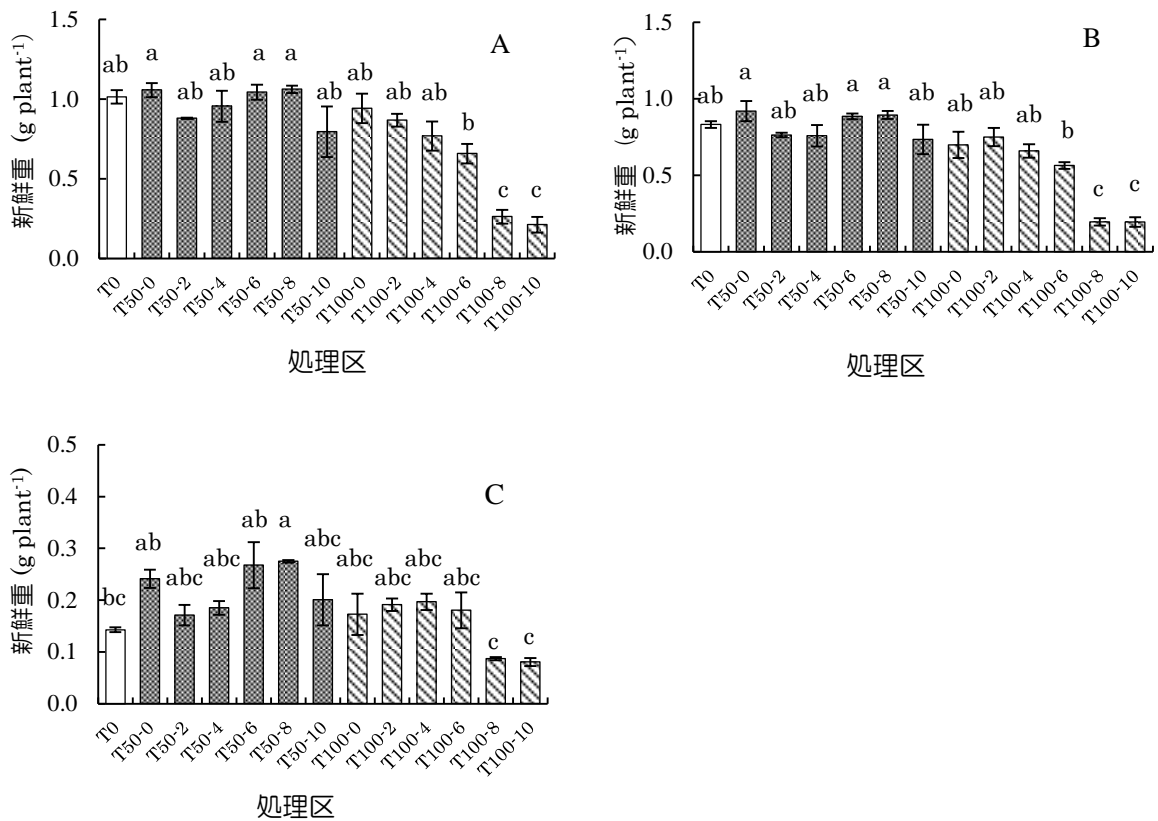 1.5
1.0
0.5
0.0
新鮮重 (g plant-1)
A
ab a ab ab a a ab ab ab ab b c c
T0 T50-0 T50-2 T50-4 T50-6 T50-8 T50-10 T100-0 T100-2 T100-4 T100-6 T100-8 T100-10
処理区
1.5
1.0
0.5
0.0
新鮮重 (g plant-1)
B
ab a ab ab a a ab ab ab ab b c c
T0 T50-0 T50-2 T50-4 T50-6 T50-8 T50-10 T100-0 T100-2 T100-4 T100-6 T100-8 T100-10
処理区
0.5
0.4
0.3
0.2
0.1
0.0
新鮮重 (g plant-1)
C
bc ab abc abc ab a abc abc abc abc abc c c
T0 T50-0 T50-2 T50-4 T50-6 T50-8 T50-10 T100-0 T100-2 T100-4 T100-6 T100-8 T100-10
処理区